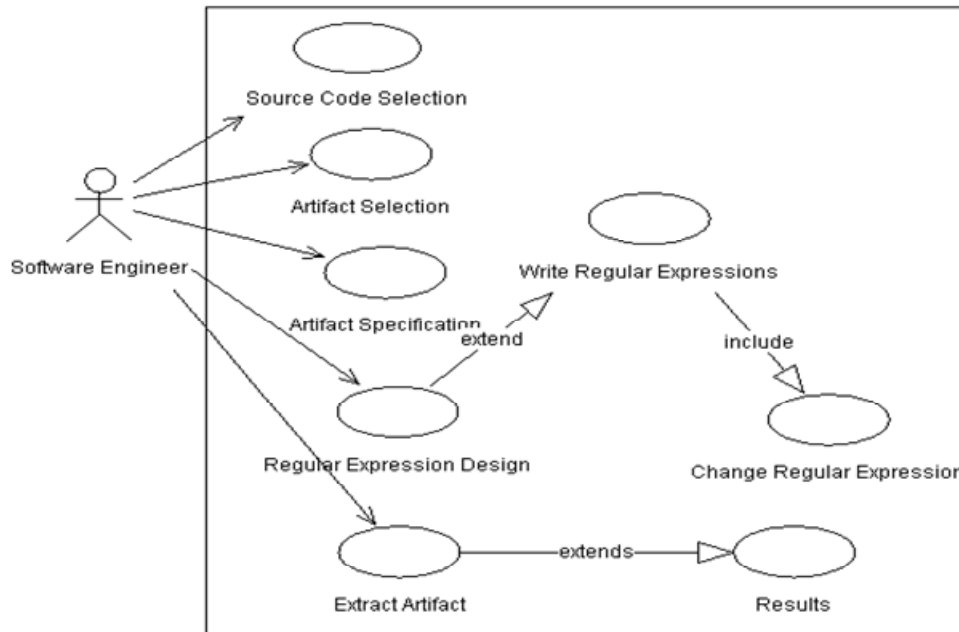 Source Code Selection
Artifact Selection
Software Engineer
Write Regular Expressions
Artifact Specification
extend
include
Regular Expression Design
Change Regular Expression
extends
Extract Artifact
Results